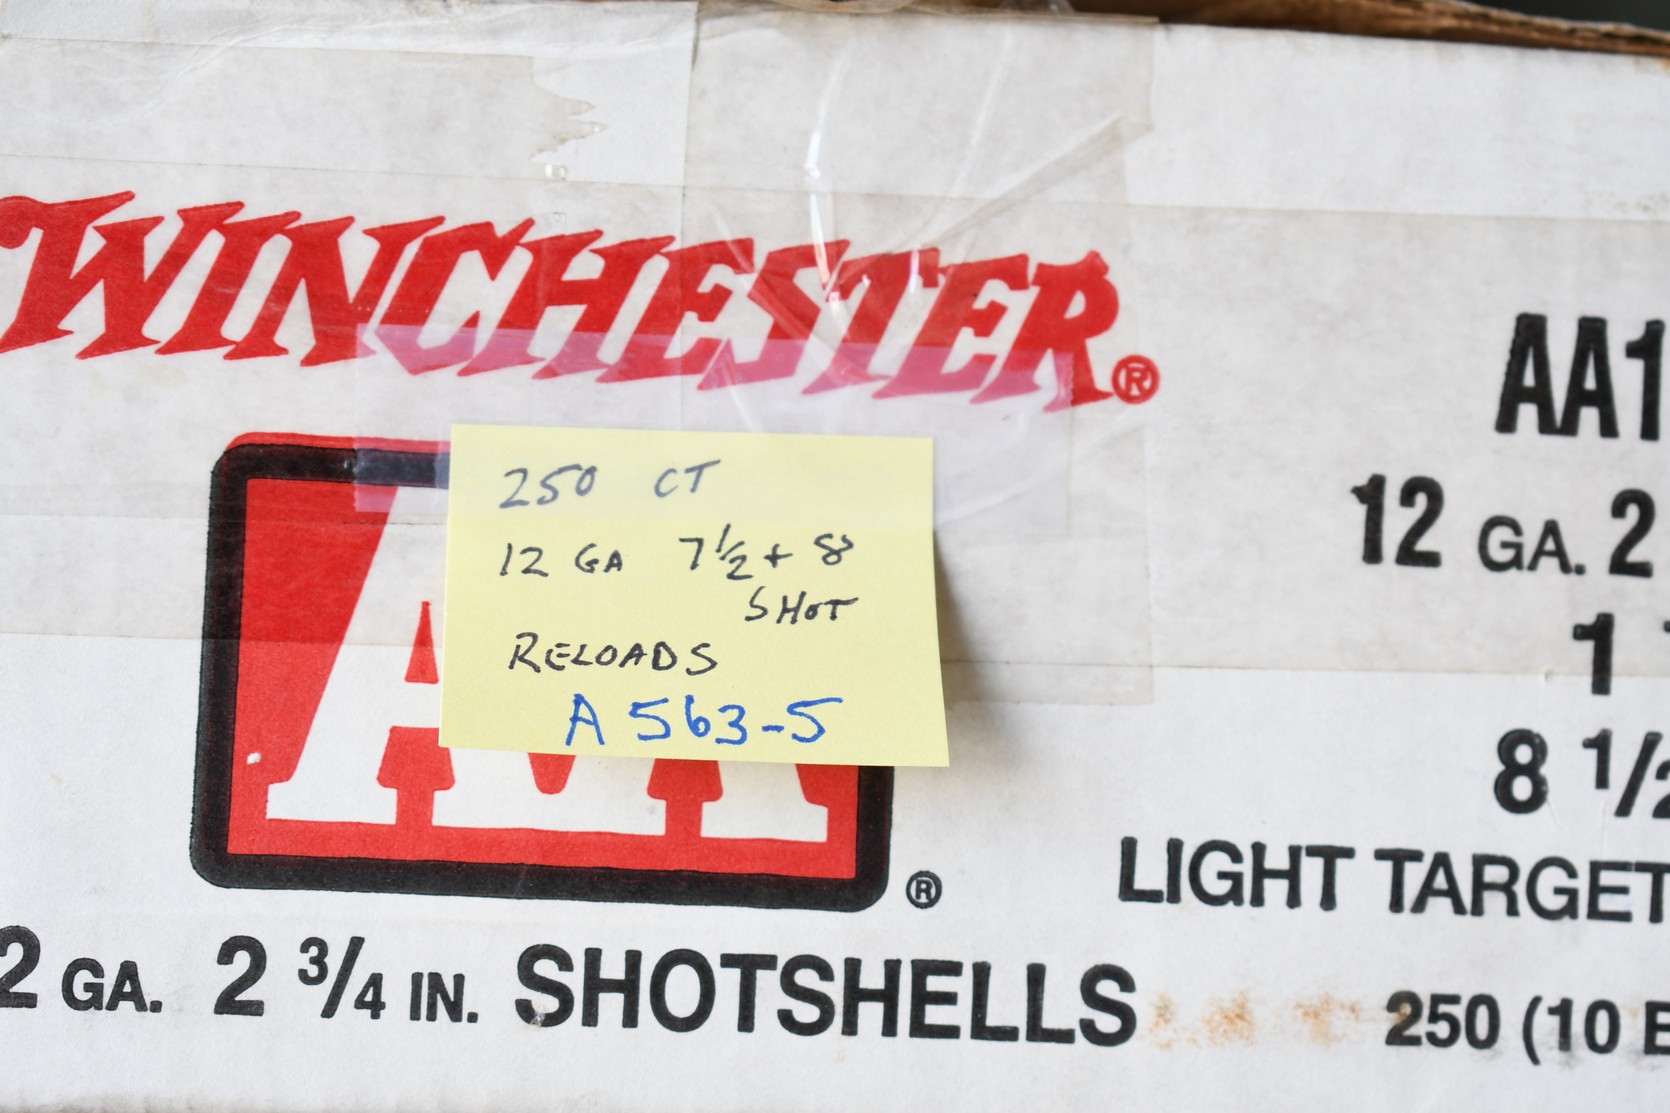 WINCHESTER®
250 CT
12 GA 7½ + 8
SHOT
RELOADS
A 563-5
®
2 GA. 2 3/4 IN. SHOTSHELLS
AA1
12 GA. 2
1
8 1/2
LIGHT TARGET
250 (10 B